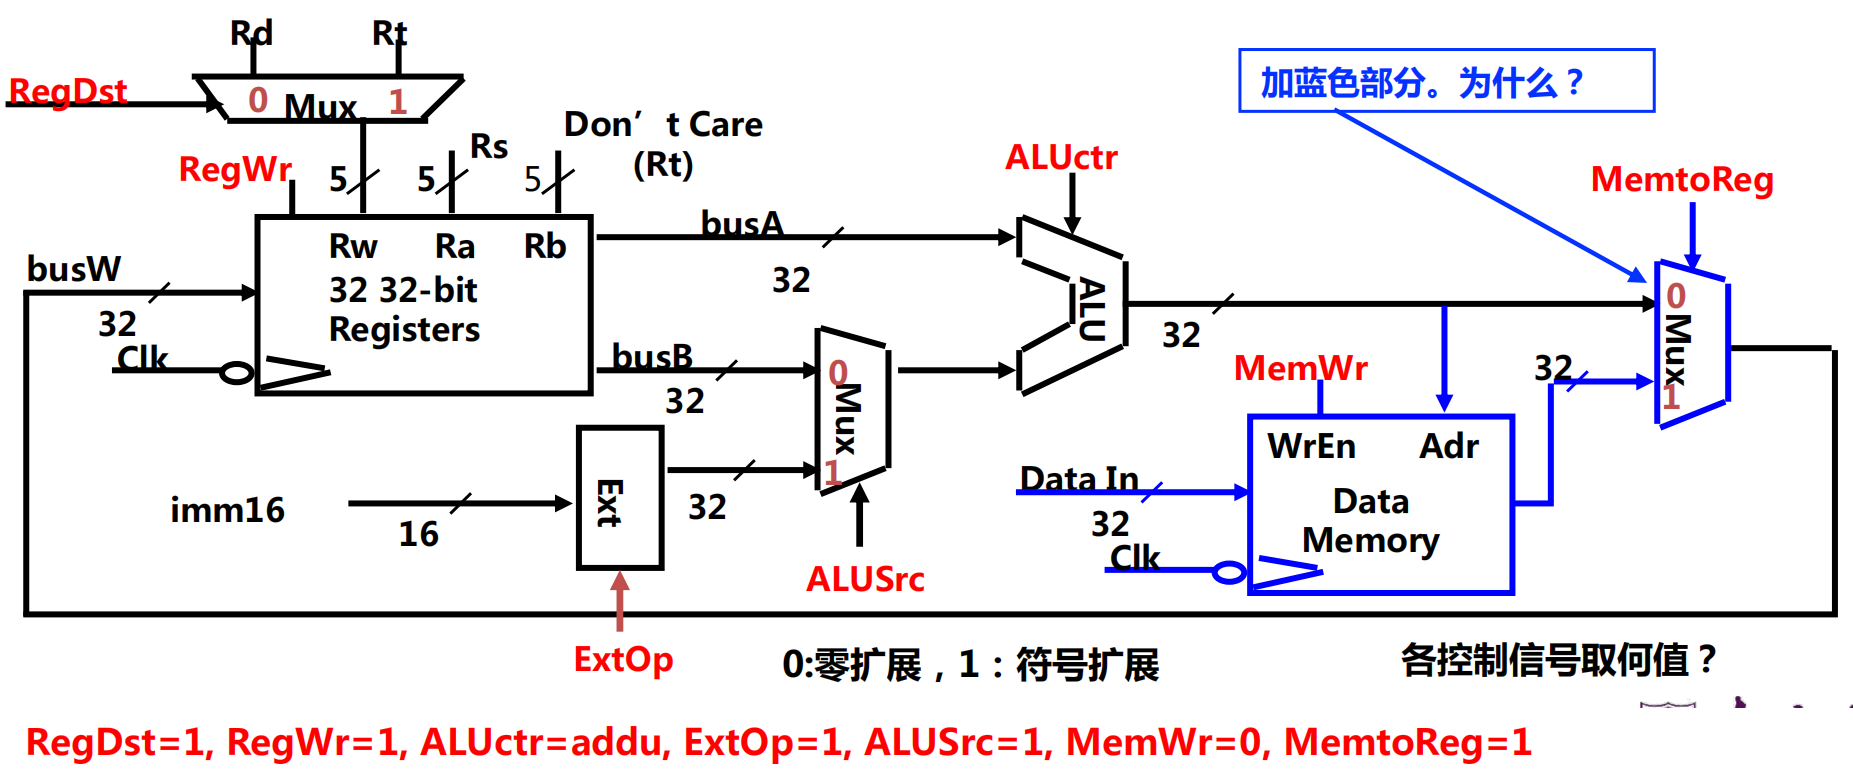 Rd
Rt
RegDst
0
Mux
1
RegWr
5
5
Rs
5
Don't Care
(Rt)
ALUctr
加蓝色部分。为什么？
MemtoReg
busW
32
Clk
Rw
Ra
Rb
32 32-bit
Registers
busA
32
busB
32
0
Mux
1
ALU
32
0
Mux
1
32
MemWr
WrEn
Adr
Data In
32
Data
Memory
Clk
imm16
16
Ext
32
ALUSrc
ExtOp
0:零扩展，1：符号扩展
各控制信号取何值？
RegDst=1, RegWr=1, ALUctr=addu, ExtOp=1, ALUSrc=1, MemWr=0, MemtoReg=1